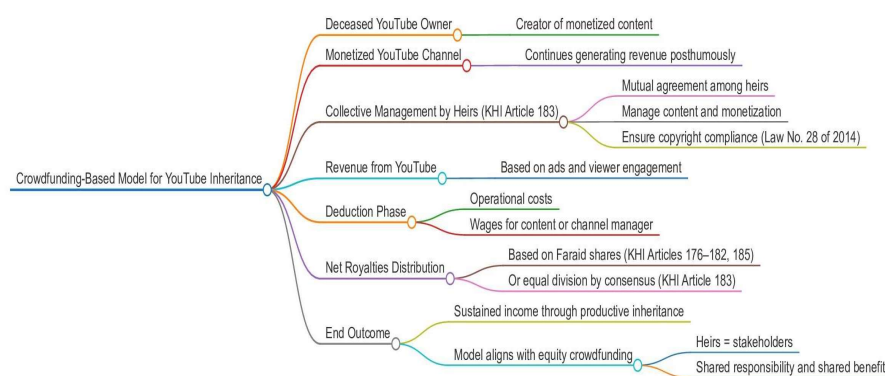 Crowdfunding-Based Model for YouTube Inheritance
Deceased YouTube Owner
Creator of monetized content
Monetized YouTube Channel
Continues generating revenue posthumously
Collective Management by Heirs (KHI Article 183)
Mutual agreement among heirs
Manage content and monetization
Ensure copyright compliance (Law No. 28 of 2014)
Revenue from YouTube
Based on ads and viewer engagement
Deduction Phase
Operational costs
Wages for content or channel manager
Net Royalties Distribution
Based on Faraid shares (KHI Articles 176–182, 185)
Or equal division by consensus (KHI Article 183)
End Outcome
Sustained income through productive inheritance
Model aligns with equity crowdfunding
Heirs = stakeholders
Shared responsibility and shared benefit